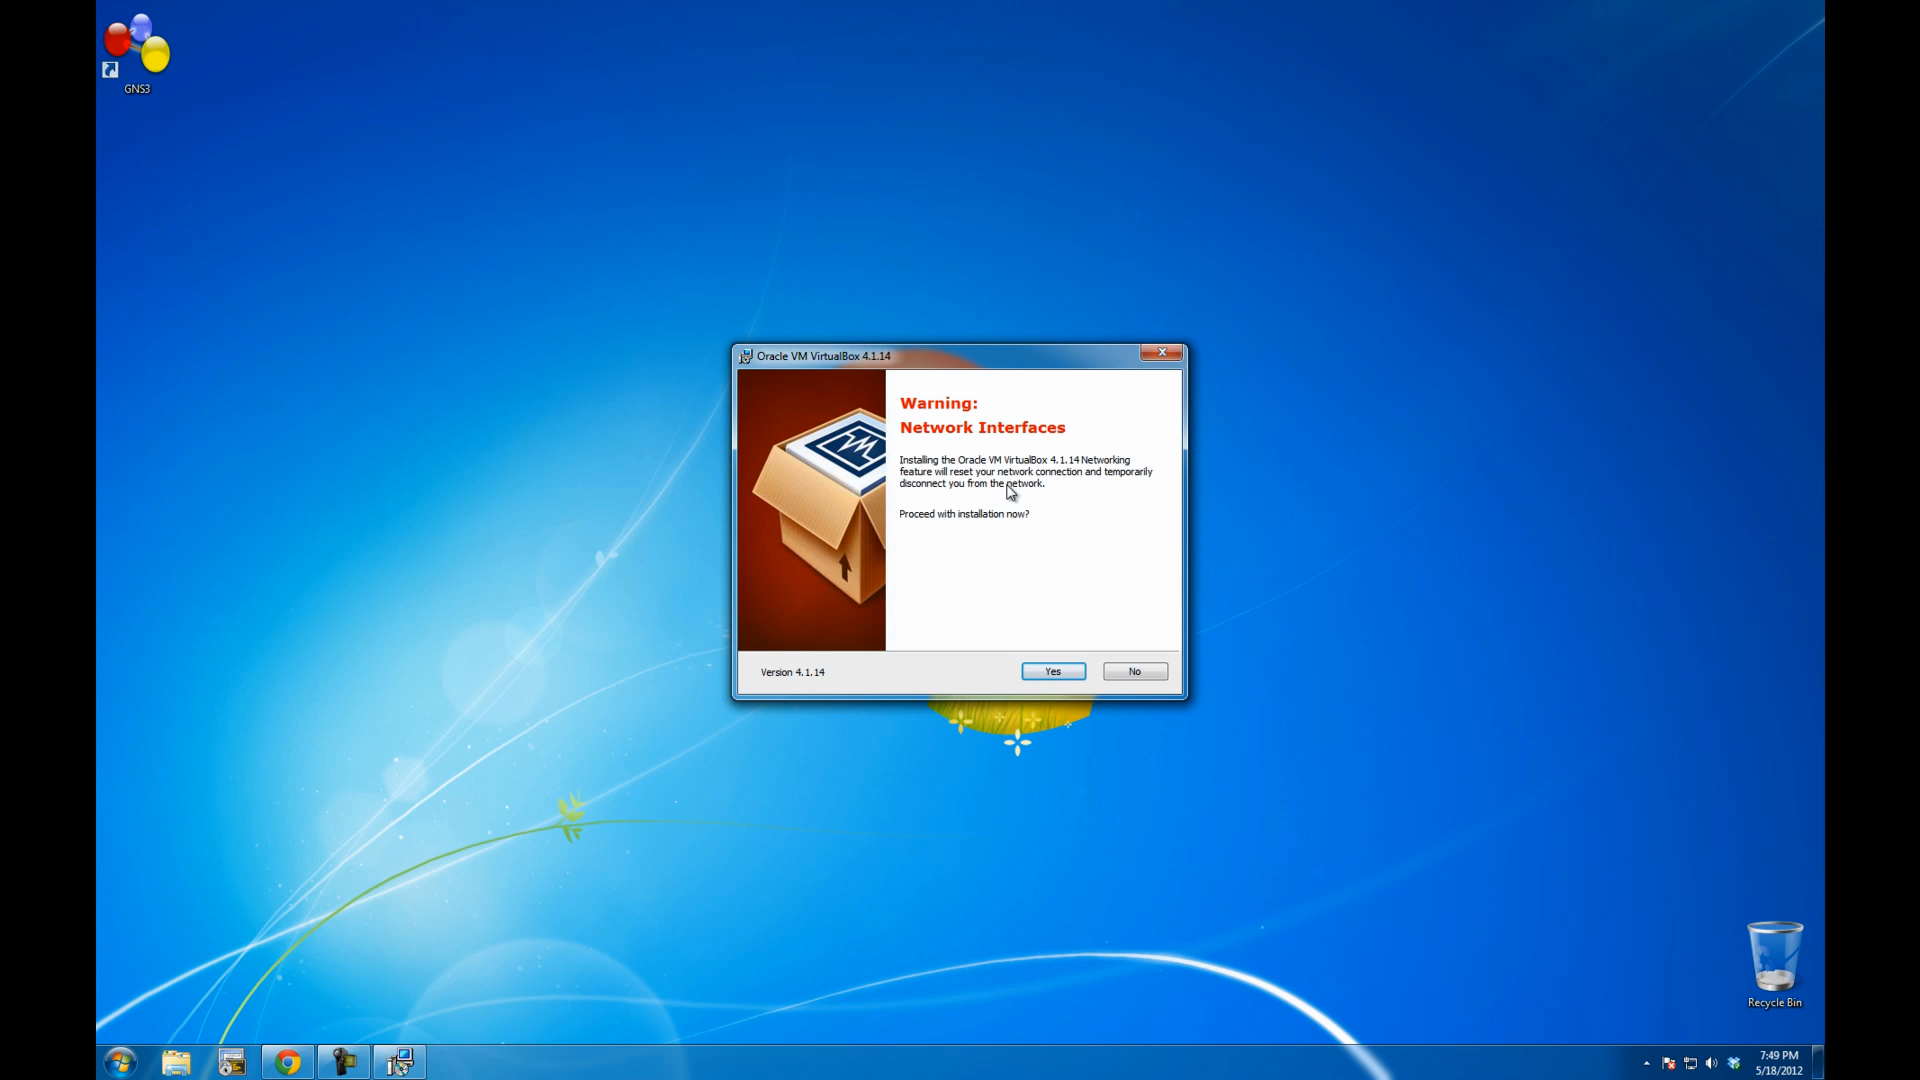 GNS3
Oracle VM VirtualBox 4.1.14
Warning:
Network Interfaces
Installing the Oracle VM VirtualBox 4.1.14 Networking
feature will reset your network connection and temporarily
disconnect you from the network.
Proceed with installation now?
Version 4.1.14
Yes
No
Recycle Bin
7:49 PM
5/18/2012